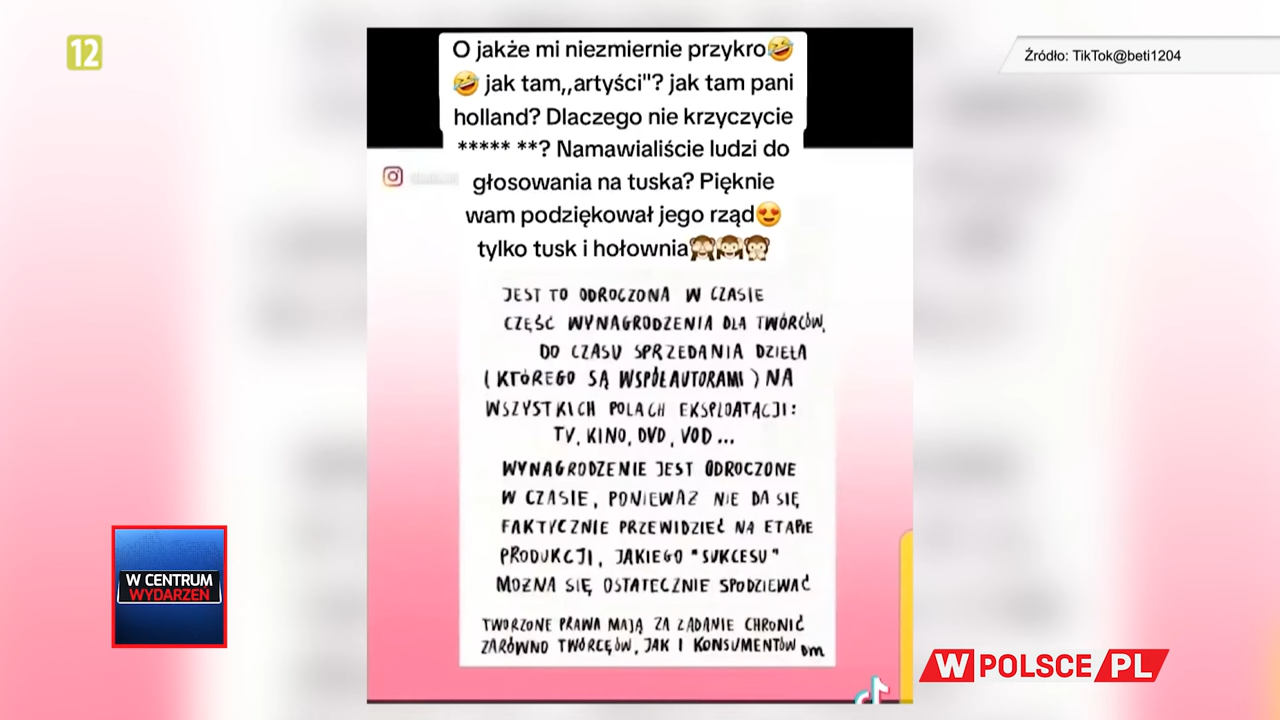 12
Źródło: TikTok@beti1204
O jakże mi niezmiernie przykro🤣
🤣 jak tam,,artyści"? jak tam pani
holland? Dlaczego nie krzyczycie
***** **? Namawialiście ludzi do
głosowania na tuska? Pięknie
wam podziękował jego rząd😍
tylko tusk i hołownia🙈🙉🙊
JEST TO ODROCZONA W CZASIE
CZĘŚĆ WYNAGRODZENIA DLA TWÓRCÓW,
DO CZASU SPRZEDANIA DZIEŁA
(KTÓREGO SĄ WSPÓŁAUTORAMI) NA
WSZYSTKICH POLACH EKSPLOATACJI:
TV, KINO, DVD, VOD...
WYNAGRODZENIE JEST ODROCZONE
W CZASIE, PONIEWAŻ NIE DA SIĘ
FAKTYCZNIE PRZEWIDZIEĆ NA ETAPIE
PRODUKCJI, JAKIEGO "SUKCESU"
MOŻNA SIĘ OSTATECZNIE SPODZIEWAĆ
TWORZONE PRAWA MAJĄ ZA ZADANIE CHRONIĆ
ZARÓWNO TWÓRCĘÓW, JAK I KONSUMENTÓW DM
W CENTRUM
WYDARZEŃ
WPOLSCE.PL